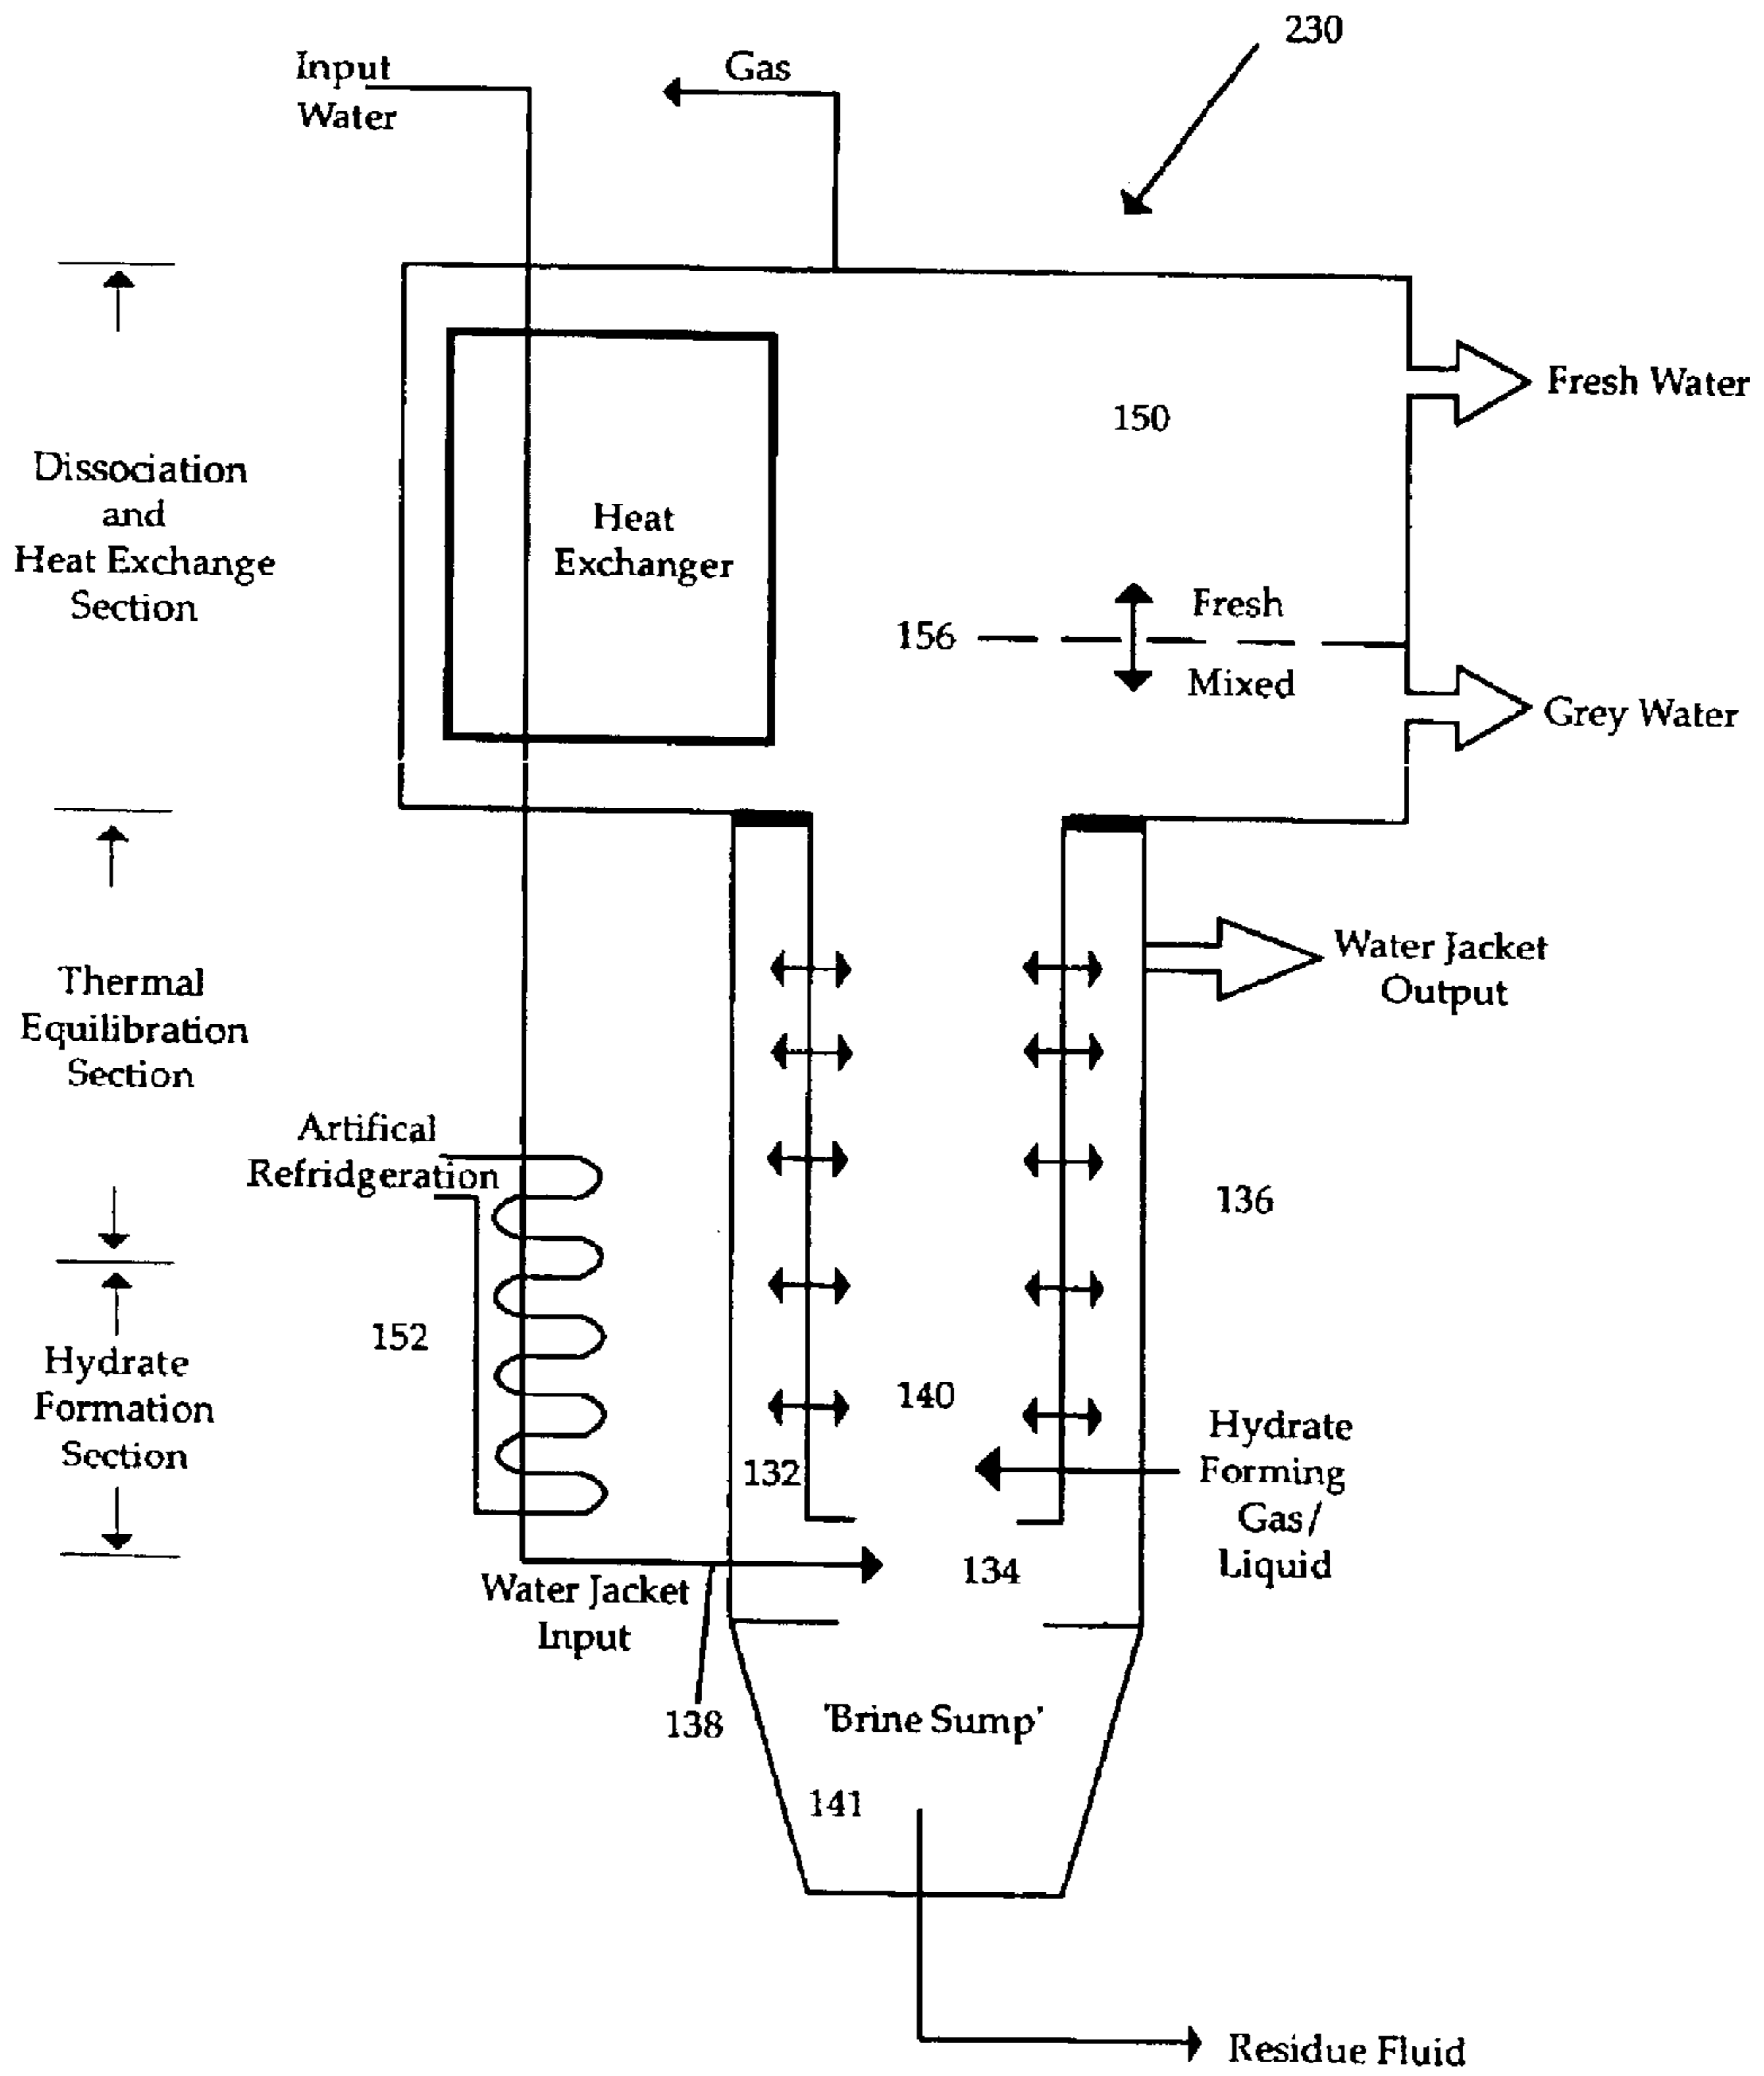 230
Input
Water
Gas
Fresh Water
150
Dissociation
and
Heat Exchange
Section
Heat
Exchanger
156
Fresh
Mixed
Grey Water
Water Jacket
Output
Thermal
Equilibration
Section
Artifical
Refridgeration
136
152
Hydrate
Formation
Section
140
132
Hydrate
Forming
Gas/
Liquid
134
Water Jacket
Input
138
'Brine Sump'
141
Residue Fluid